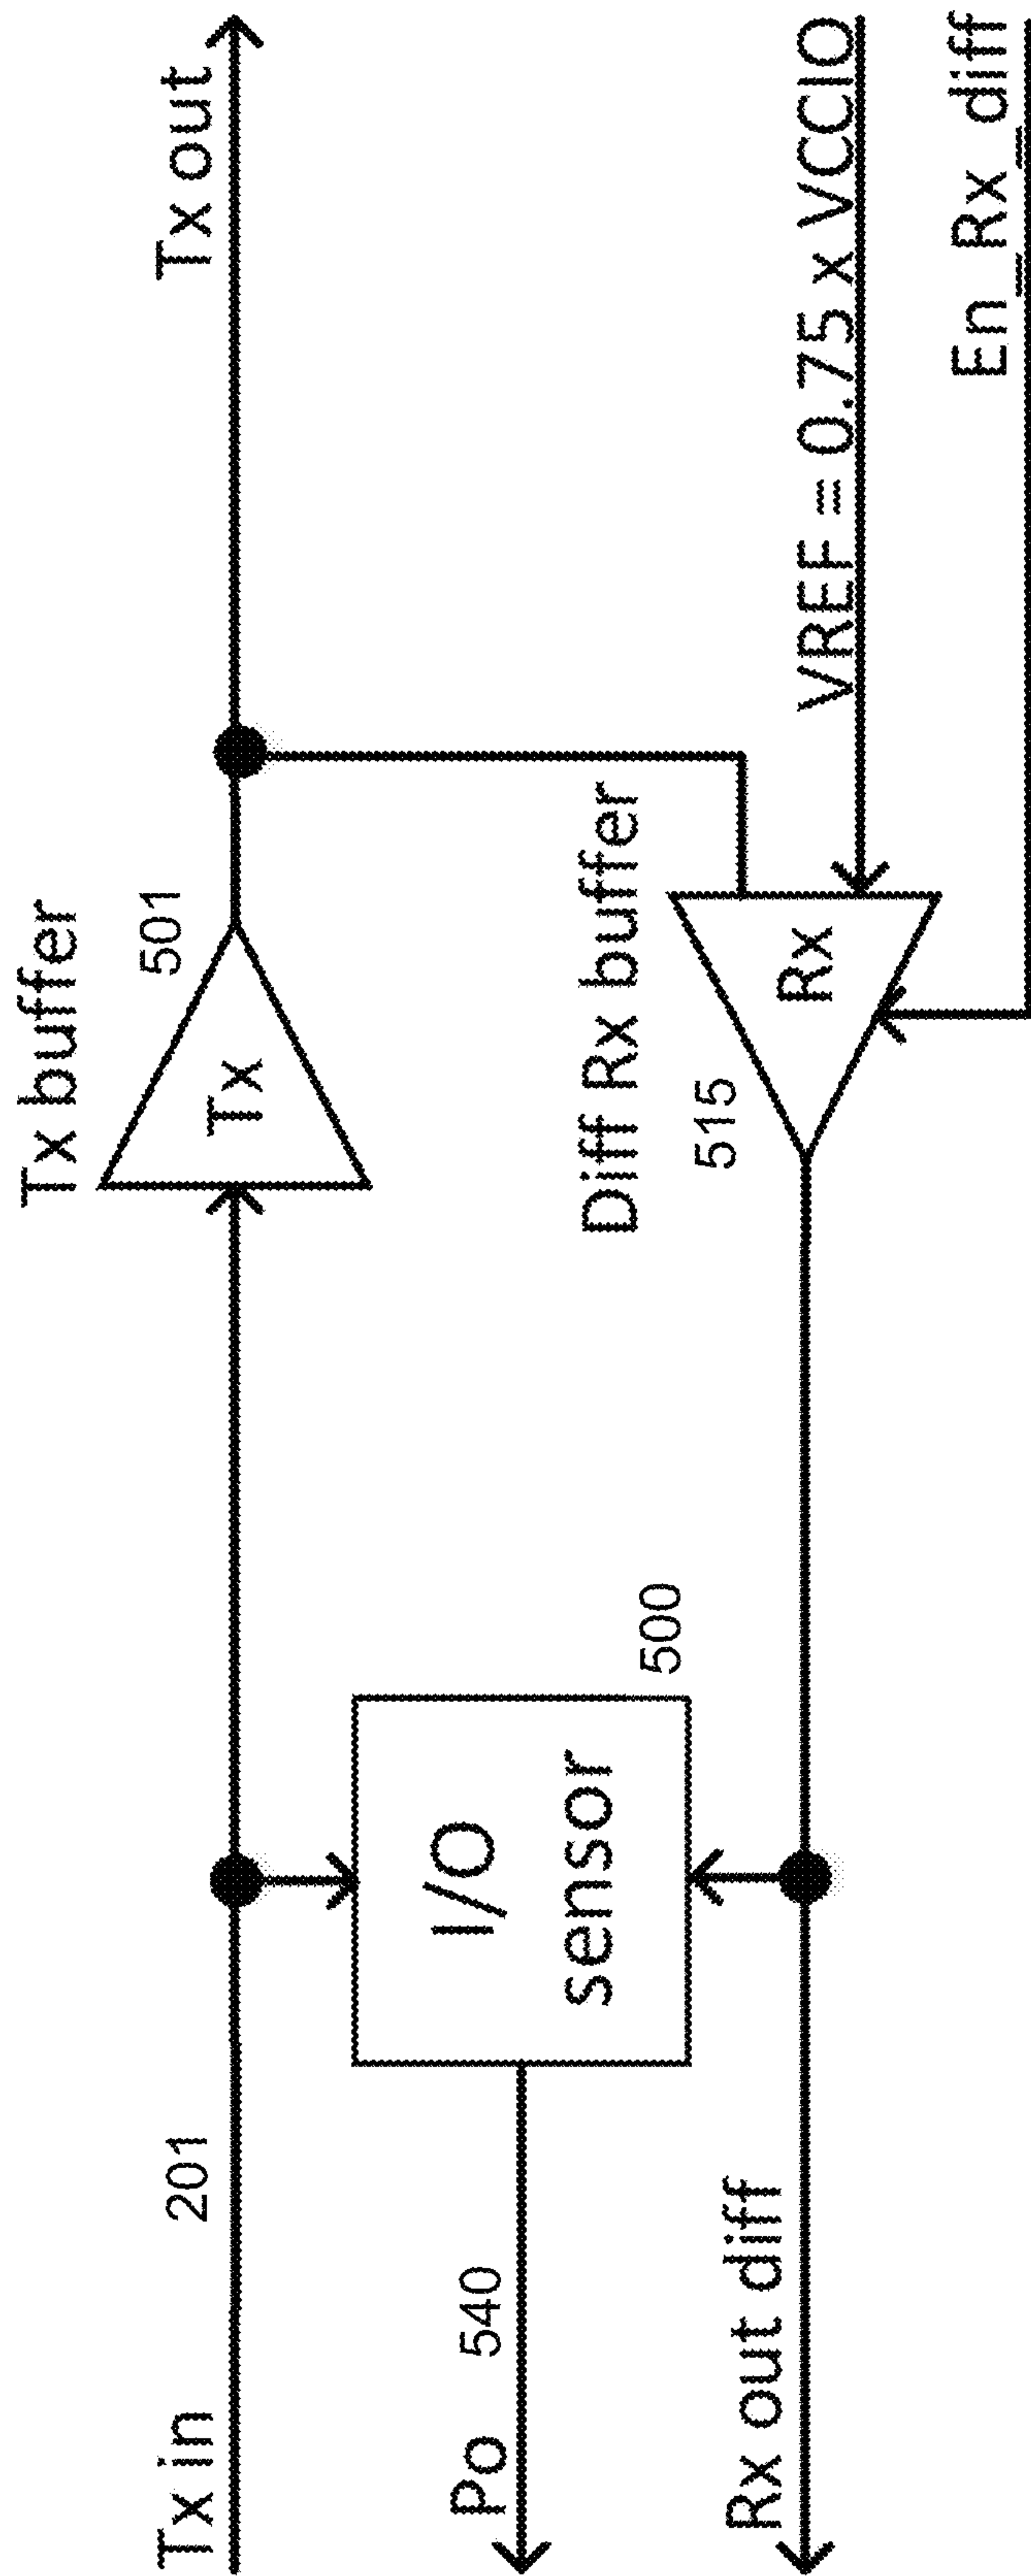 Tx buffer
501
Tx
Tx in
201
Tx out
I/O
sensor
500
Po
540
Diff Rx buffer
515
Rx
Rx out diff
VREF = 0.75 x VCCIO
En_Rx_diff